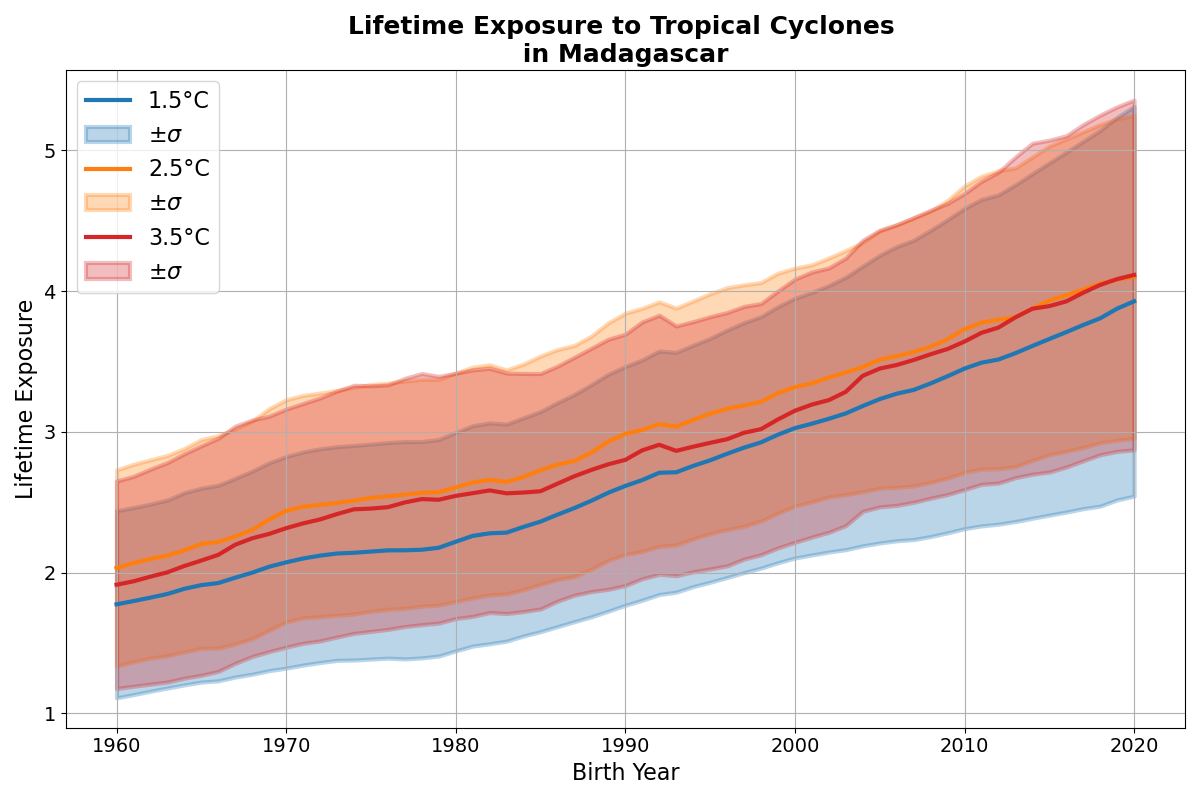 Lifetime Exposure to Tropical Cyclones
in Madagascar
1.5°C
±σ
2.5°C
±σ
3.5°C
±σ
Lifetime Exposure
5
4
3
2
1
1960 1970 1980 1990 2000 2010 2020
Birth Year